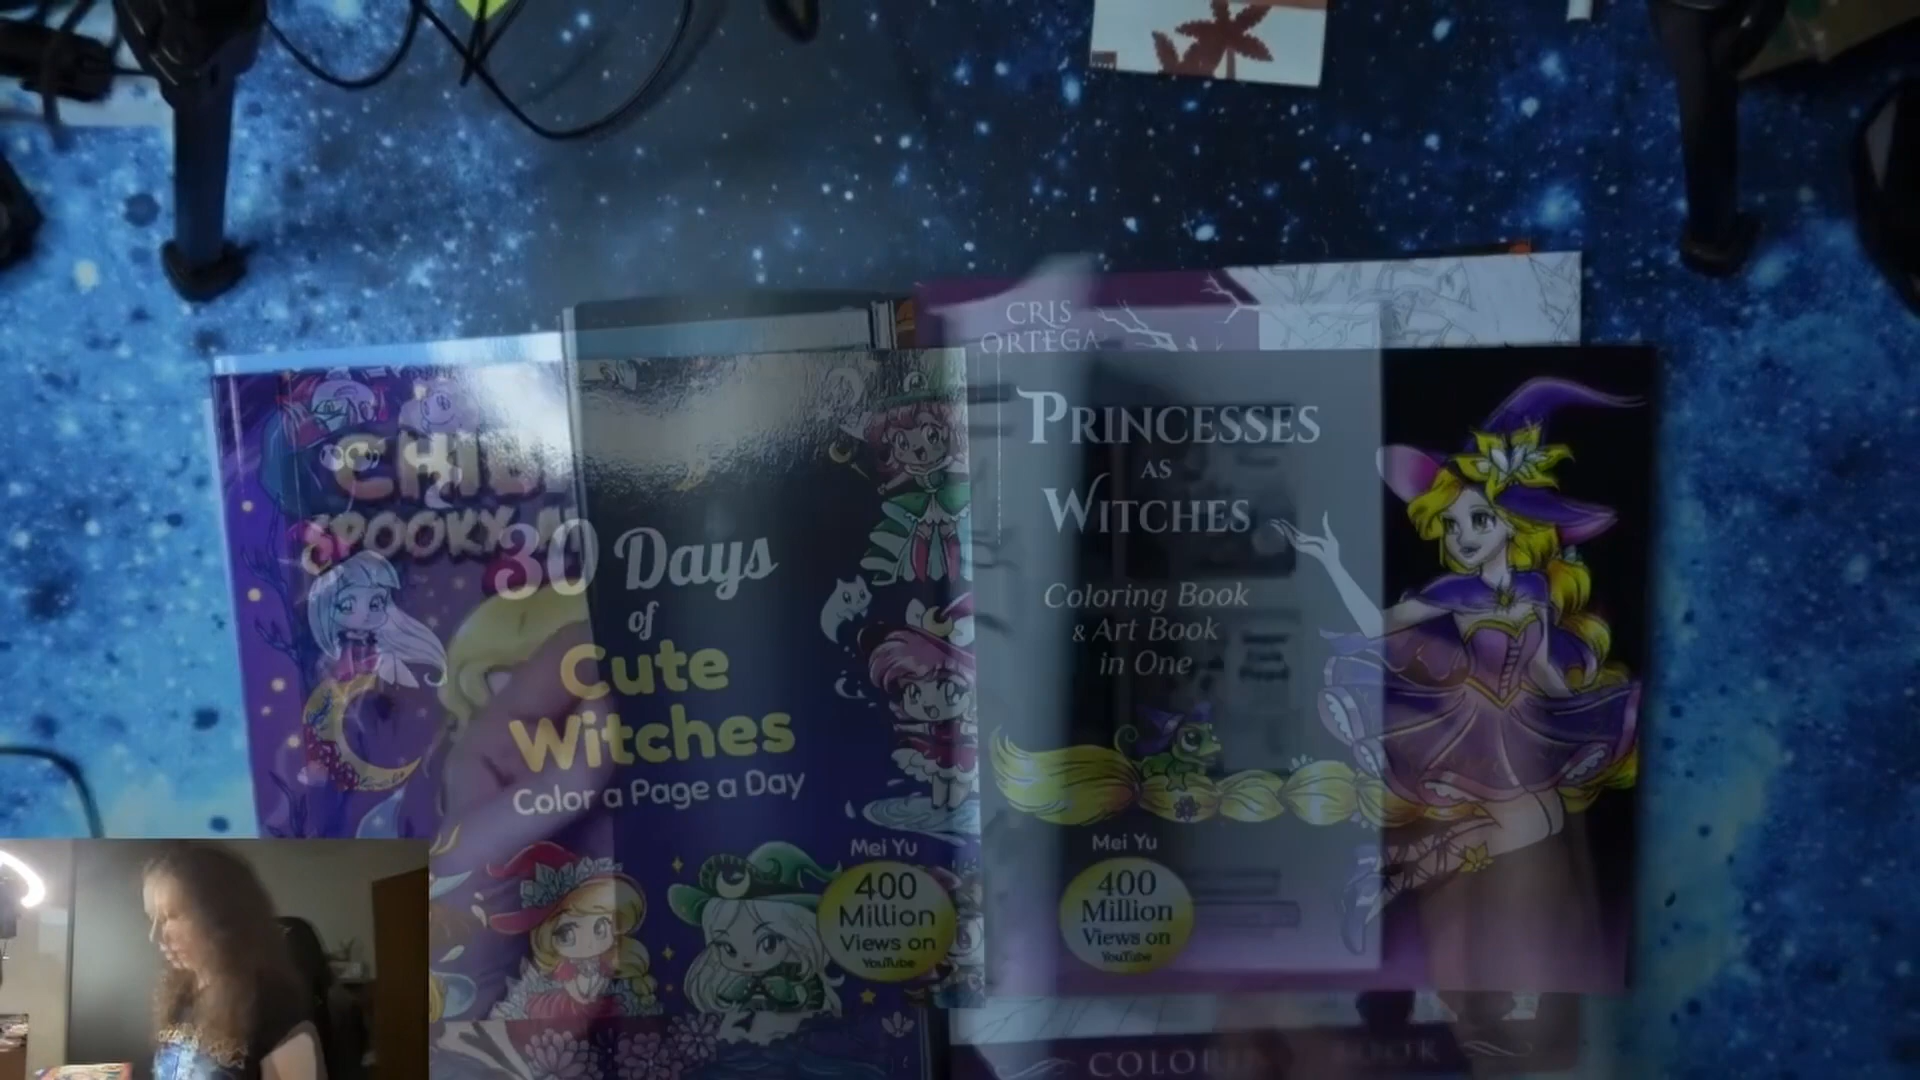 CRIS
ORTEGA
PRINCESSES
AS
WITCHES
Coloring Book
& Art Book
in One
Mei Yu
400
Million
Views on
YouTube
SPOOKY
30 Days
of
Cute
Witches
Color a Page a Day
Mei Yu
400
Million
Views on
YouTube